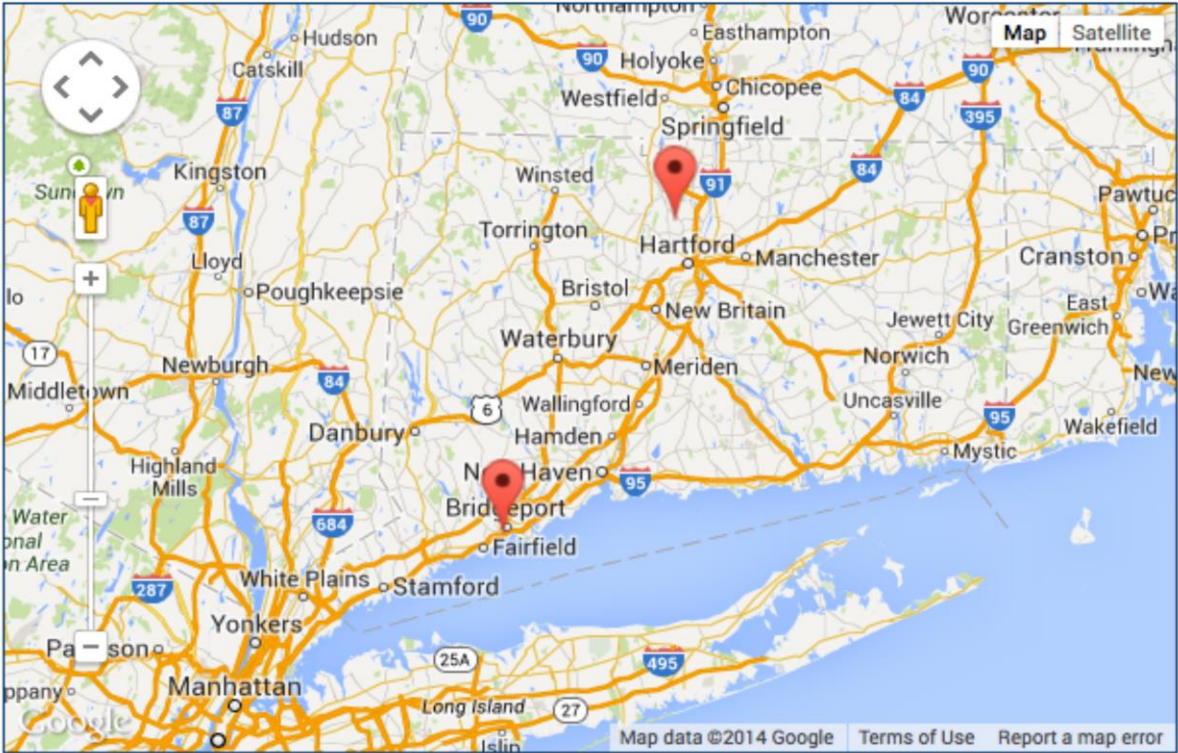 Northampton
90
Worcester
Map
Satellite
Hudson
Easthampton
Catskill
90
Holyoke
90
Chicopee
84
Westfield
87
395
Springfield
Kingston
Winsted
91
84
87
Torrington
Hartford
Manchester
Cranston
Lloyd
Poughkeepsie
Bristol
New Britain
East
Greenwich
Jewett City
17
Newburgh
Waterbury
Meriden
Norwich
84
Middletown
6
Wallingford
Uncasville
95
Wakefield
Danbury
Hamden
Mystic
Highland
Mills
Haven
95
Water
684
Fairfield
n Area
287
White Plains
Stamford
Yonkers
25A
495
Manhattan
Long Island
27
Google
Islip
Map data ©2014 Google
Terms of Use
Report a map error